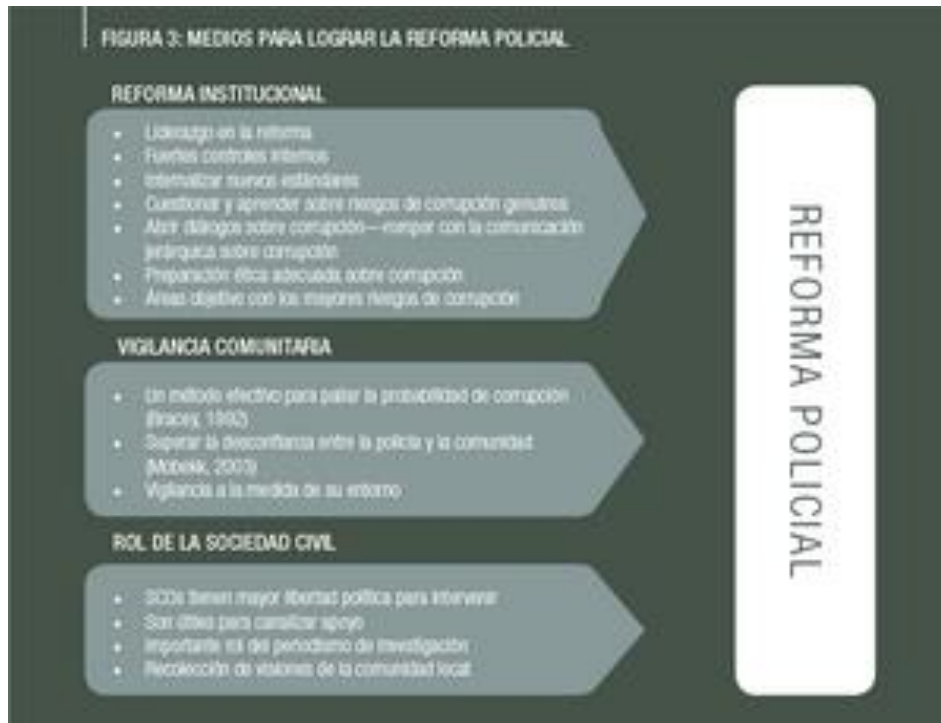 FIGURA 3: MEDIOS PARA LOGRAR LA REFORMA POLICIAL
REFORMA INSTITUCIONAL
• Liderazgo en la reforma
• Fuertes controles internos
• Internalizar nuevos estándares
• Cuestionar y aprender sobre riesgos de corrupción genuinos
• Abrir diálogos sobre corrupción—romper con la comunicación
jerárquica sobre corrupción
• Preparación ética adecuada sobre corrupción
• Áreas objetivo con los mayores riesgos de corrupción
VIGILANCIA COMUNITARIA
• Un método efectivo para paliar la probabilidad de corrupción
(Bracey, 1992)
• Superar la desconfianza entre la policía y la comunidad
(Mobekk, 2003)
• Vigilancia a la medida de su entorno
ROL DE LA SOCIEDAD CIVIL
• SCOs tienen mayor libertad política para intervenir
• Son útiles para canalizar apoyo
• Importante rol del periodismo de investigación
• Recolección de visiones de la comunidad local
REFORMA POLICIAL